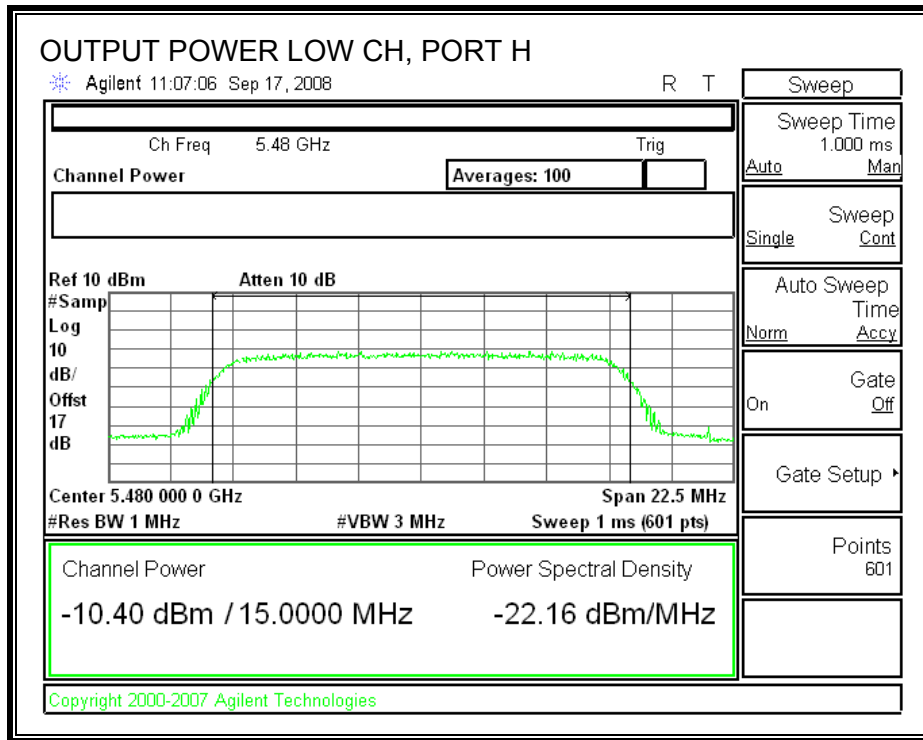 OUTPUT POWER LOW CH, PORT H
Agilent 11:07:06 Sep 17, 2008 R T
Ch Freq 5.48 GHz Trig
Channel Power Averages: 100
Ref 10 dBm Atten 10 dB
#Samp
Log
10
dB/
Offst
17
dB
Center 5.480 000 0 GHz Span 22.5 MHz
#Res BW 1 MHz #VBW 3 MHz Sweep 1 ms (601 pts)
Channel Power Power Spectral Density
-10.40 dBm / 15.0000 MHz -22.16 dBm/MHz
Copyright 2000-2007 Agilent Technologies
Sweep
Sweep Time
1.000 ms
Auto Man
Sweep
Single Cont
Auto Sweep
Time
Norm Accy
Gate
On Off
Gate Setup
Points
601